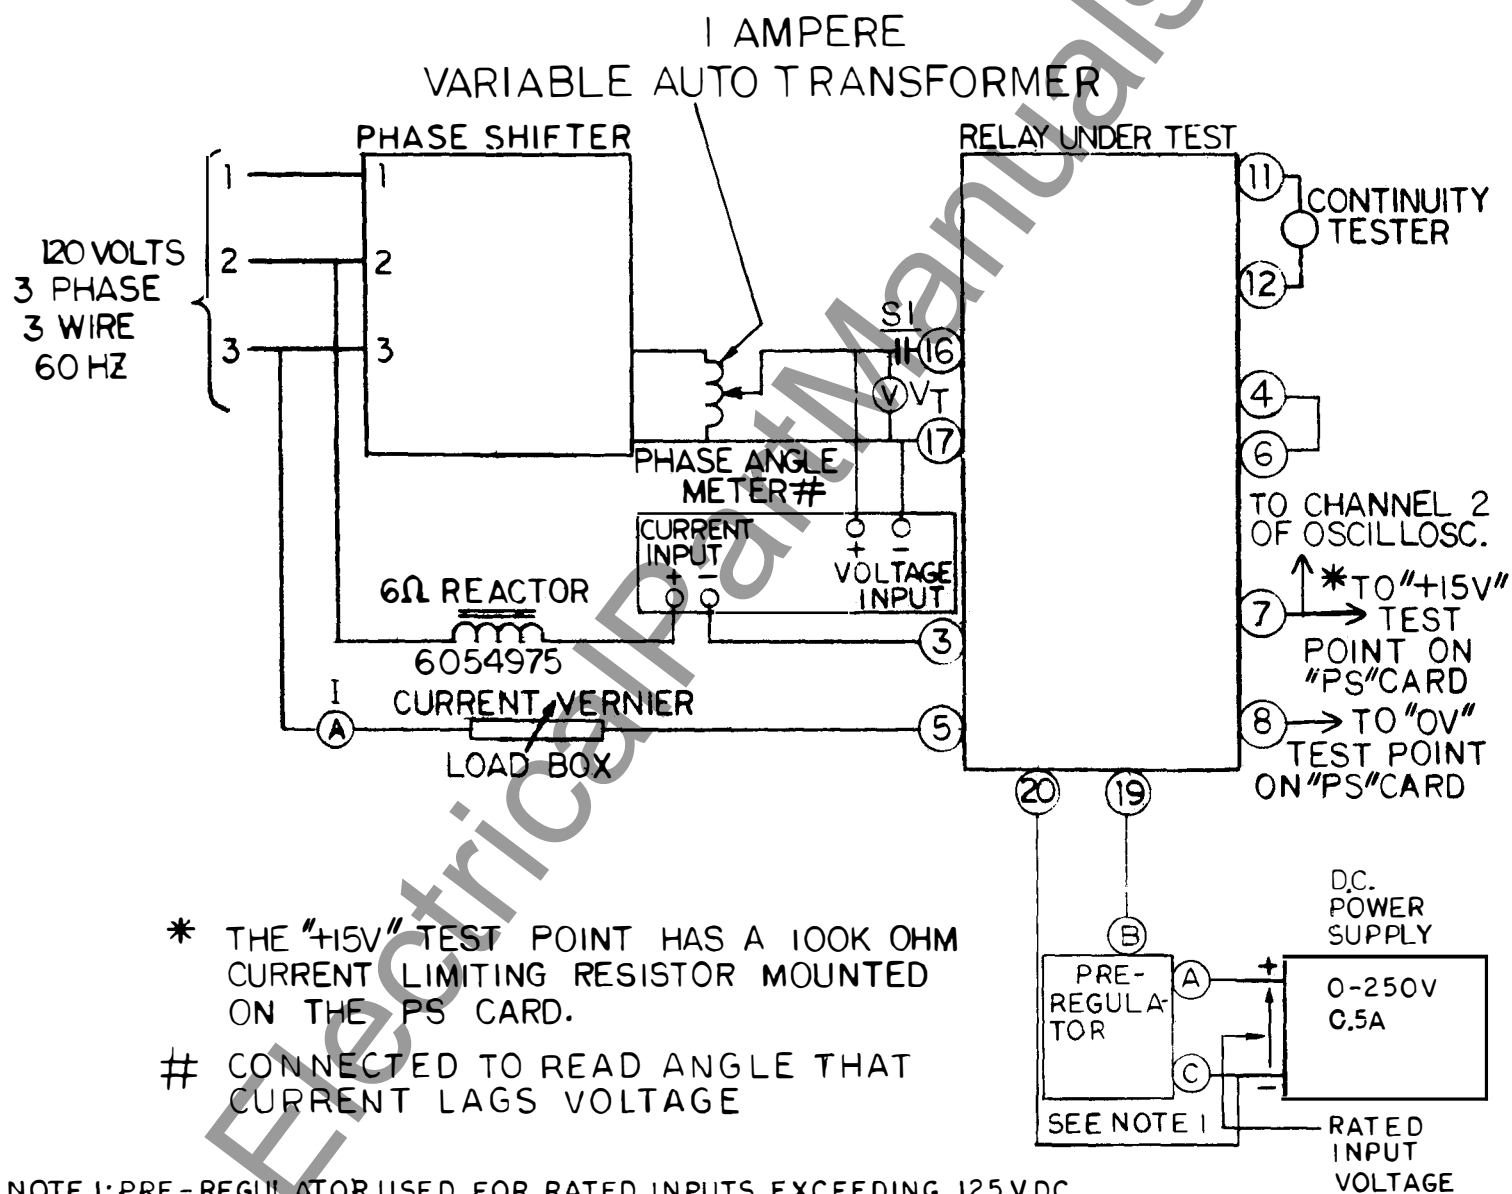 1 AMPERE
VARIABLE AUTO TRANSFORMER
PHASE SHIFTER
RELAY UNDER TEST
1
1
2
2
3
3
120 VOLTS
3 PHASE
3 WIRE
60 HZ
11
12
CONTINUITY
TESTER
S1
16
V
VT
17
4
6
PHASE ANGLE
METER#
CURRENT
INPUT
+ -
+ -
VOLTAGE
INPUT
TO CHANNEL 2
OF OSCILLOSC.
7
*TO "+15V"
TEST
POINT ON
"PS" CARD
8
TO "OV"
TEST POINT
ON "PS" CARD
6Ω REACTOR
6054975
3
I
A
CURRENT VERNIER
LOAD BOX
5
20
19
B
PRE-
REGULA-
TOR
A
C
SEE NOTE 1
D.C.
POWER
SUPPLY
+
-
0-250V
0.5A
RATED
INPUT
VOLTAGE
* THE "+15V" TEST POINT HAS A 100K OHM
CURRENT LIMITING RESISTOR MOUNTED
ON THE PS CARD.
# CONNECTED TO READ ANGLE THAT
CURRENT LAGS VOLTAGE
NOTE 1: PRE-REGULATOR USED FOR RATED INPUTS EXCEEDING 125 VDC
ElectricalPartManuals